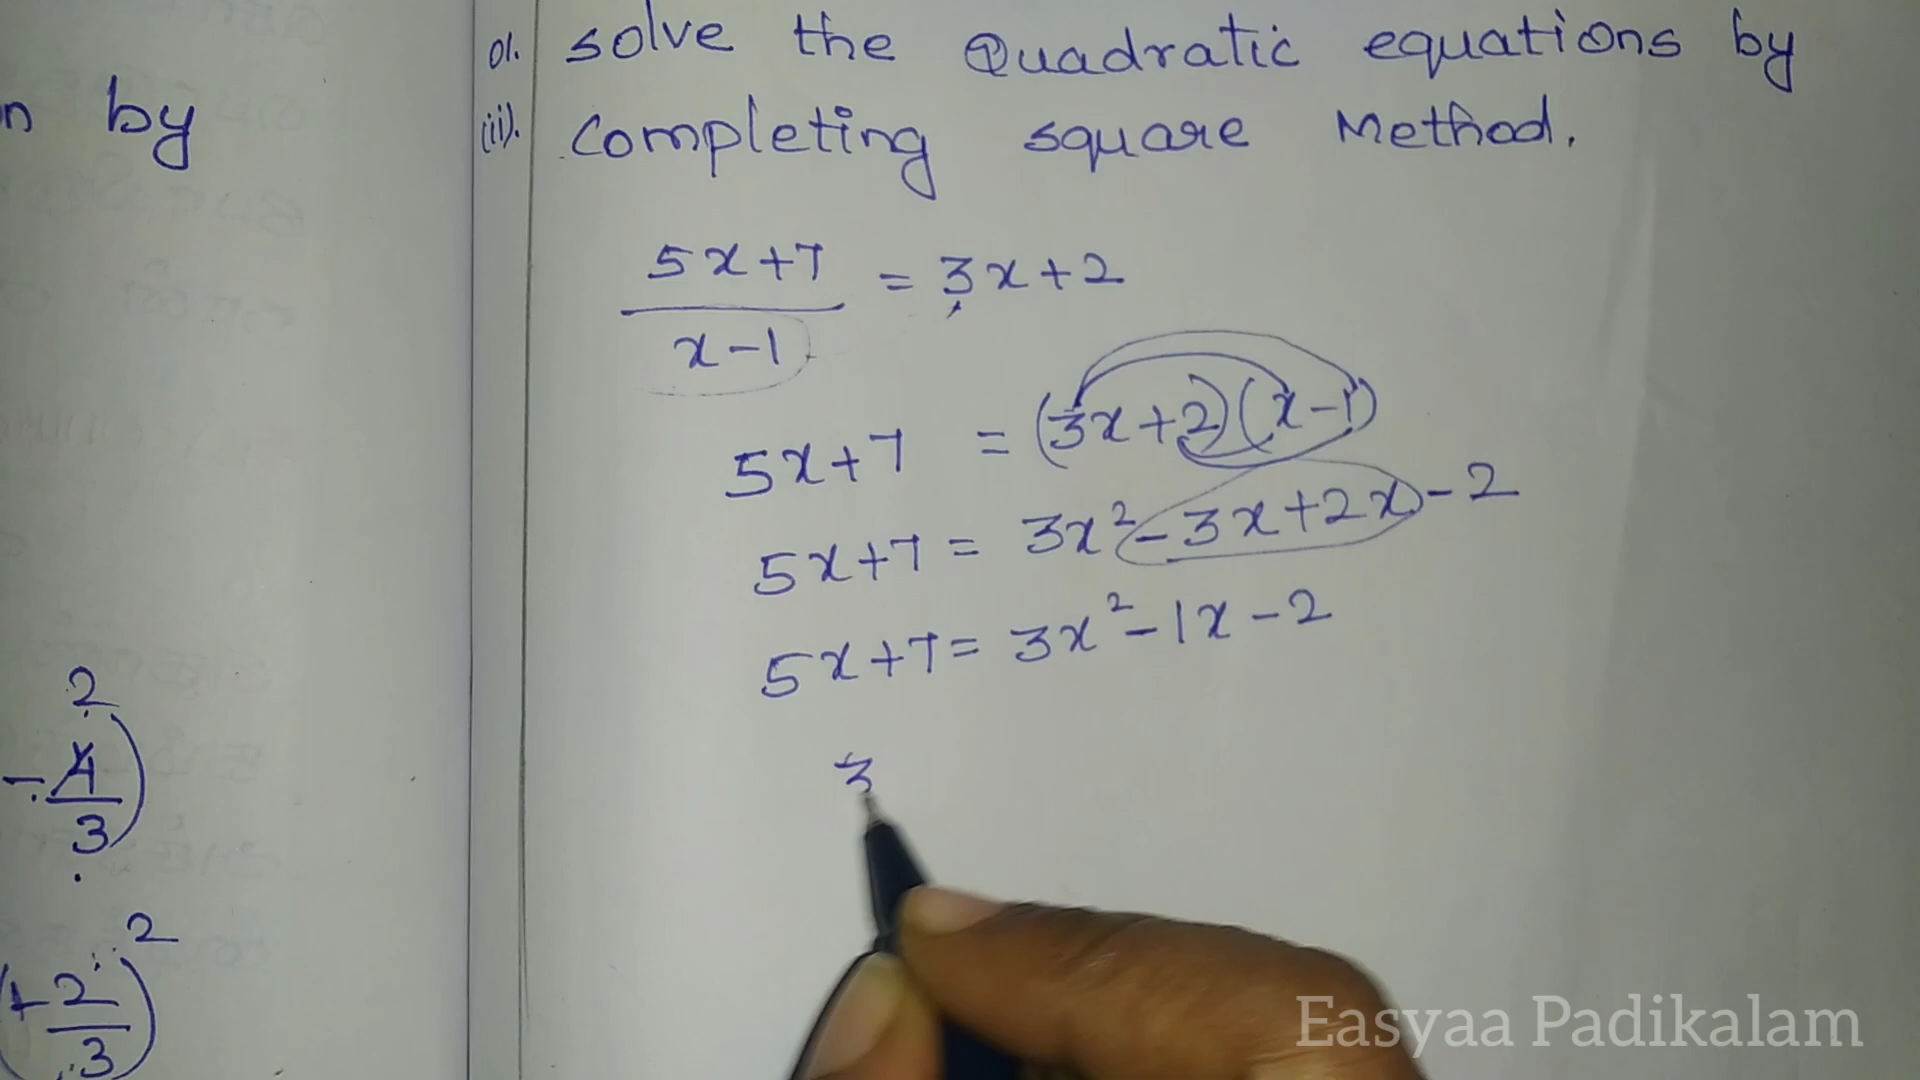 n by
2
- 4/3 )
2
( + 2/3 )
01. solve the Quadratic equations by
(ii). completing square Method.
5x+7 / x-1 = 3x+2
5x+7 = (3x+2)(x-1)
5x+7 = 3x² - 3x+2x - 2
5x+7 = 3x² - 1x - 2
3
Easyaa Padikalam